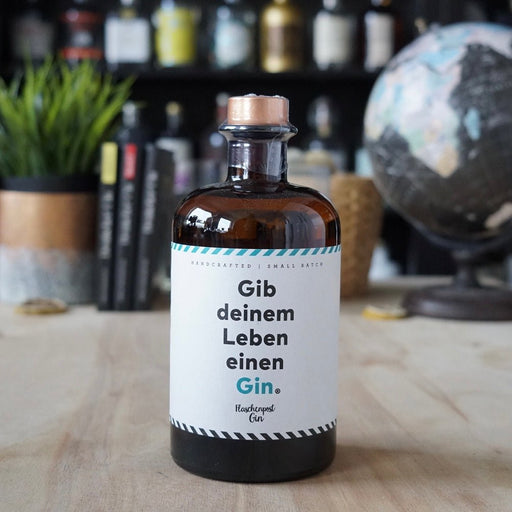 HANDCRAFTED | SMALL BATCH
Gib
deinem
Leben
einen
Gin.®
Flaschenpost
Gin